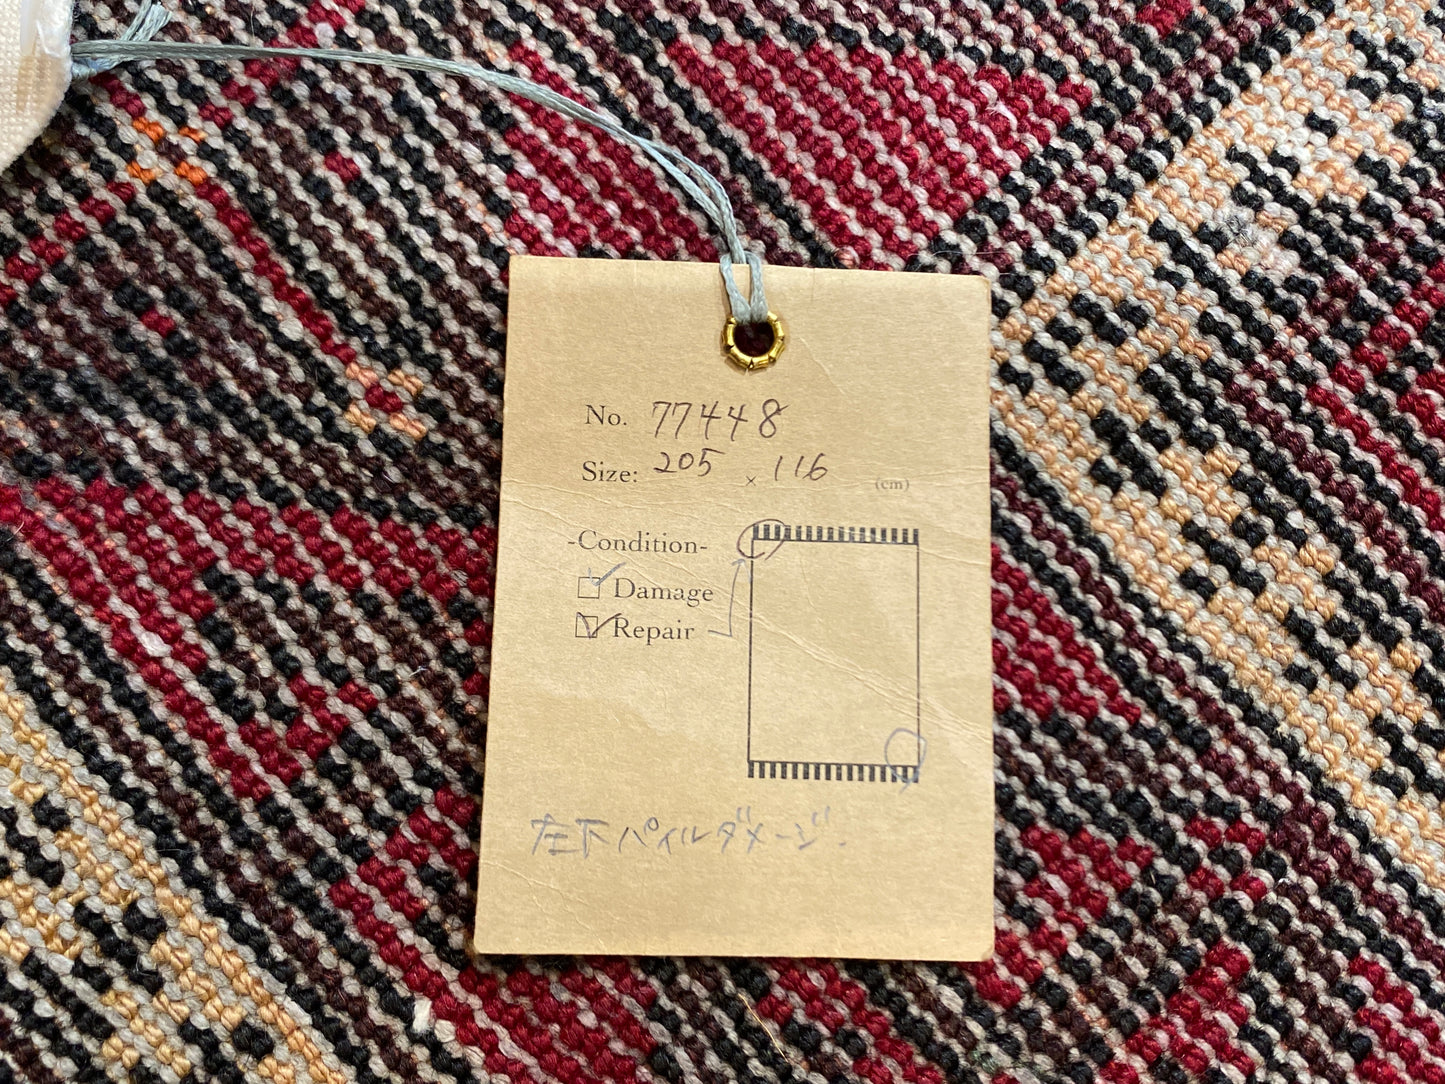 No. 77448
Size: 205 × 116 (cm)
-Condition-
Damage
Repair
左下パイルダメージ.